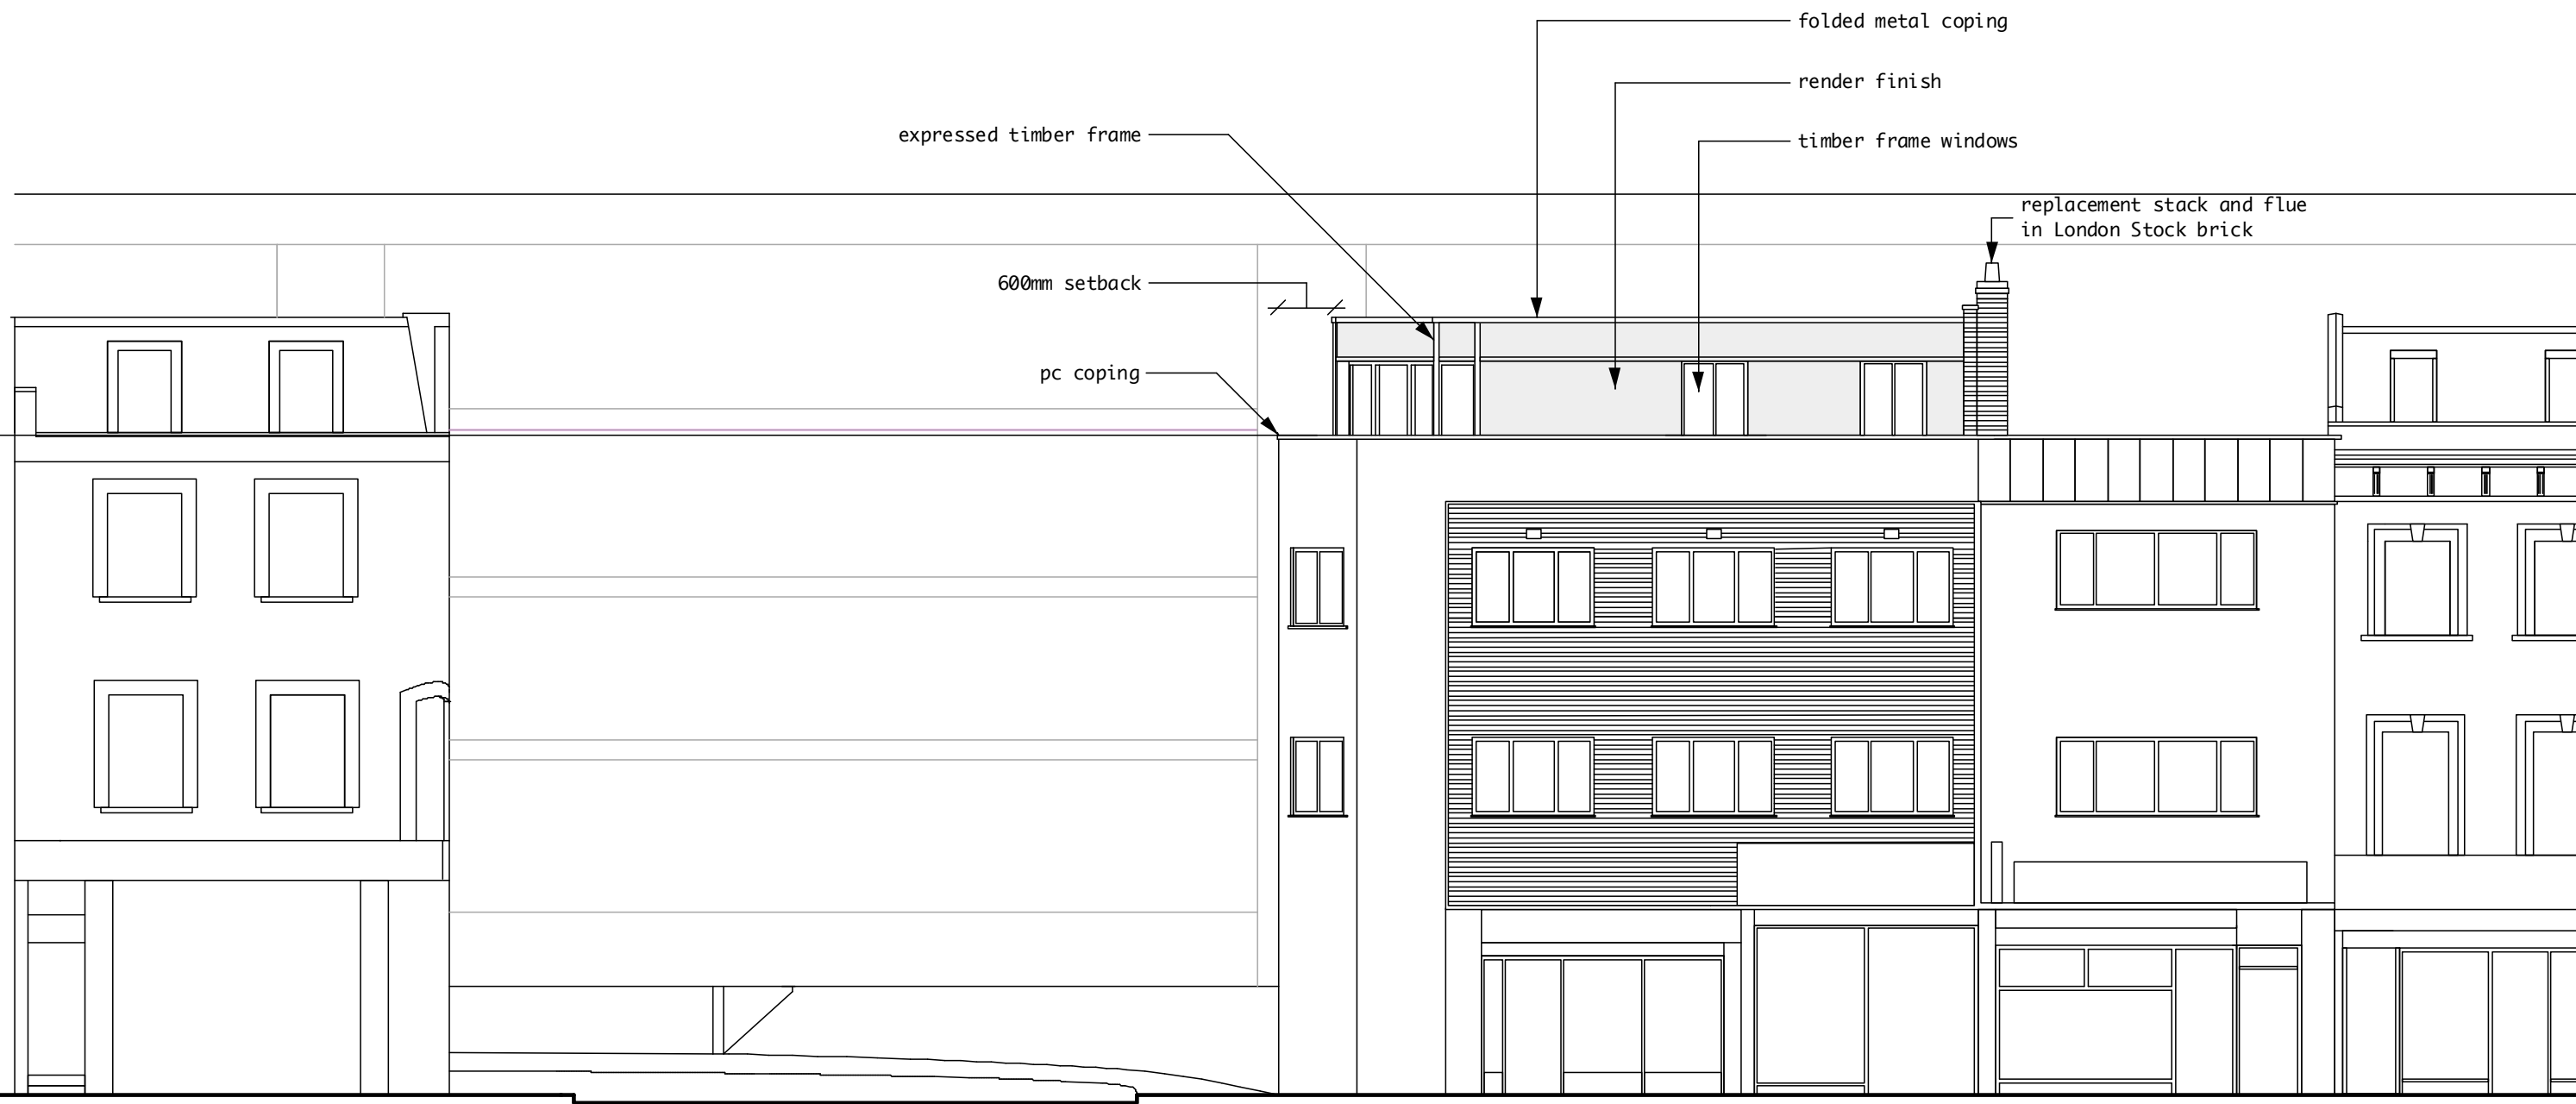 folded metal coping
render finish
expressed timber frame
timber frame windows
replacement stack and flue
in London Stock brick
600mm setback
pc coping